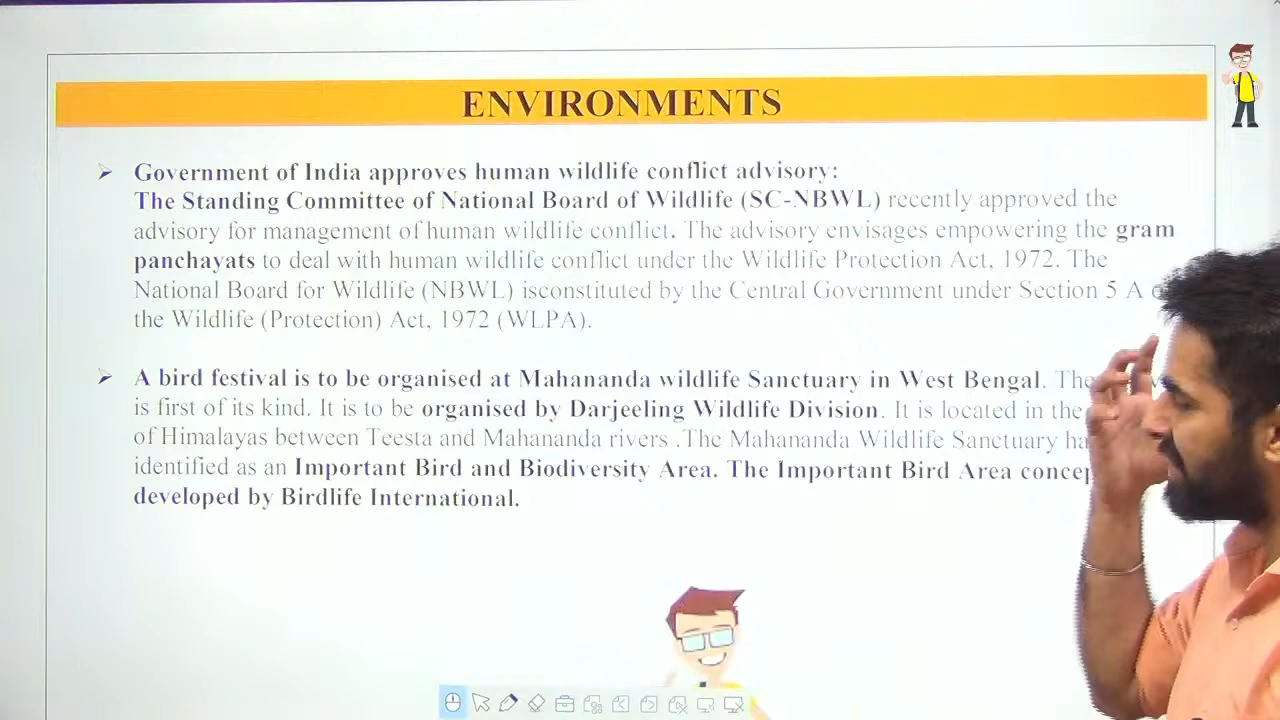 ENVIRONMENTS
Government of India approves human wildlife conflict advisory:
The Standing Committee of National Board of Wildlife (SC-NBWL) recently approved the
advisory for management of human wildlife conflict. The advisory envisages empowering the gram
panchayats to deal with human wildlife conflict under the Wildlife Protection Act, 1972. The
National Board for Wildlife (NBWL) isconstituted by the Central Government under Section 5 A
the Wildlife (Protection) Act, 1972 (WLPA).
A bird festival is to be organised at Mahananda wildlife Sanctuary in West Bengal. The
is first of its kind. It is to be organised by Darjeeling Wildlife Division. It is located in the
of Himalayas between Teesta and Mahananda rivers .The Mahananda Wildlife Sanctuary
identified as an Important Bird and Biodiversity Area. The Important Bird Area
developed by Birdlife International.